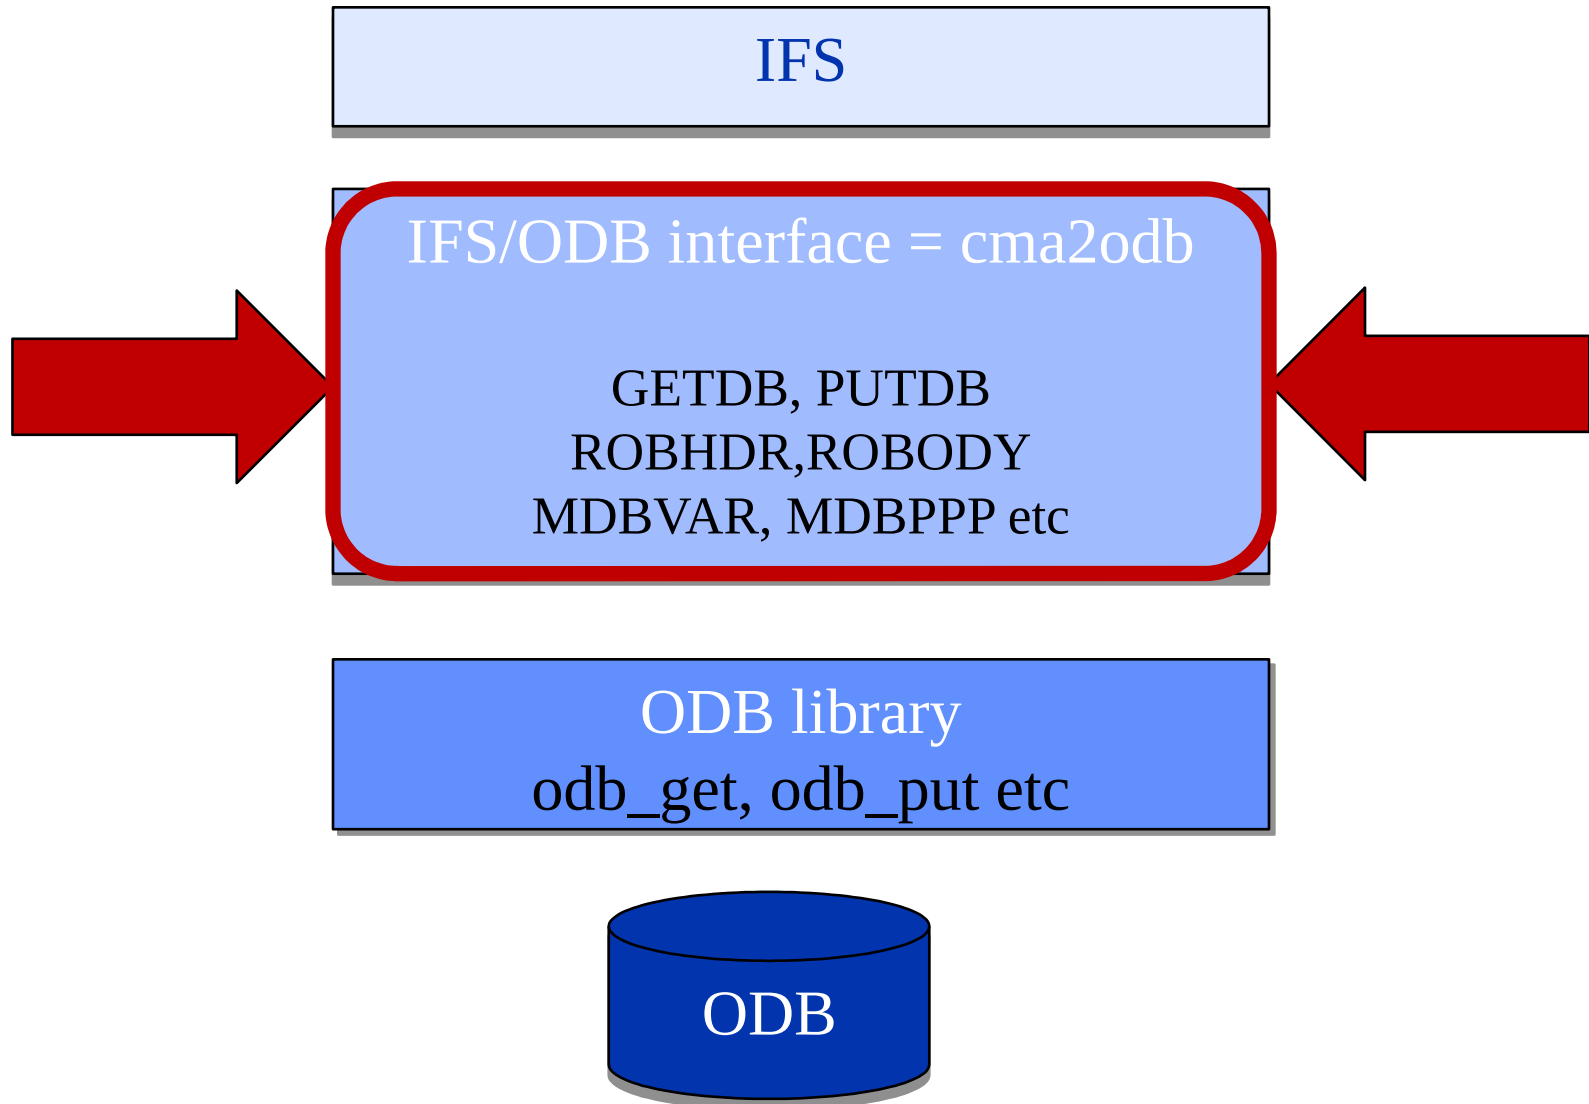 IFS
IFS/ODB interface = cma2odb
GETDB, PUTDB
ROBHDR,ROBODY
MDBVAR, MDBPPP etc
ODB library
odb_get, odb_put etc
ODB